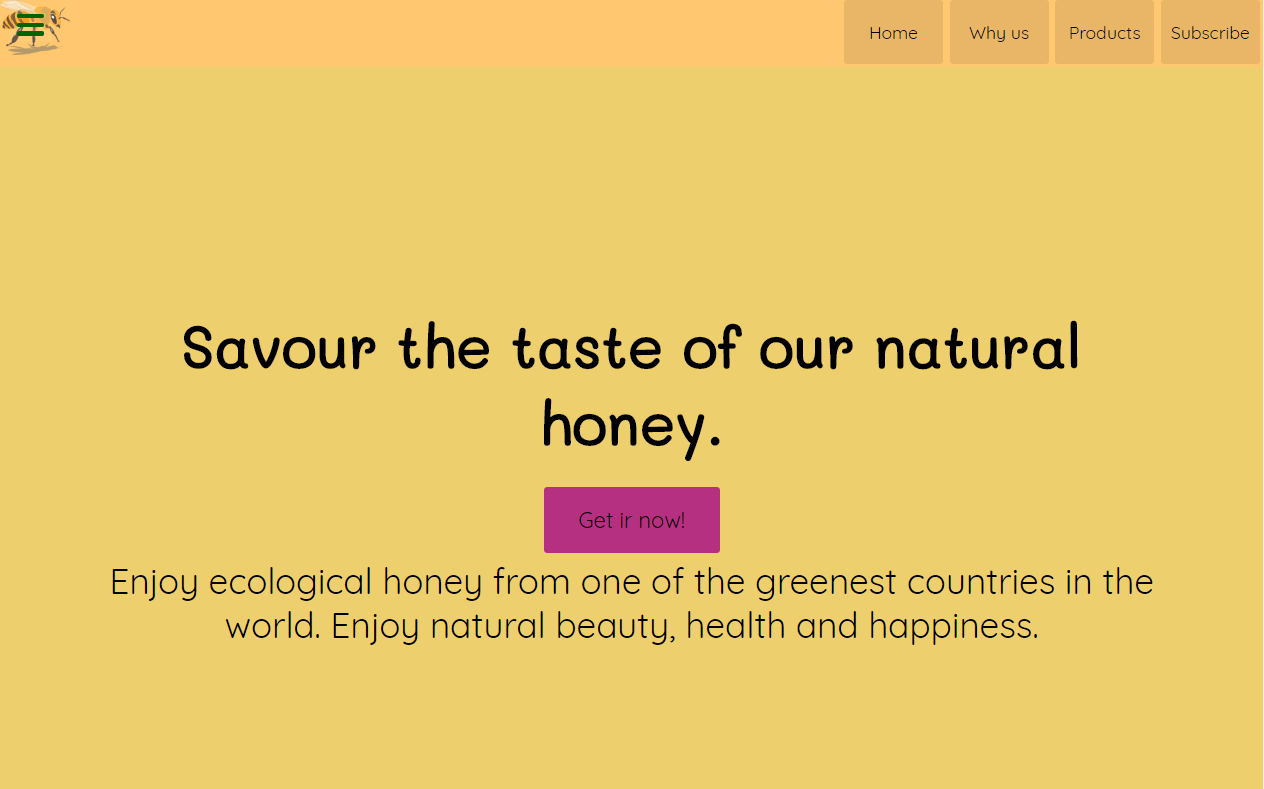 Home
Why us
Products
Subscribe
Savour the taste of our natural
honey.
Get ir now!
Enjoy ecological honey from one of the greenest countries in the
world. Enjoy natural beauty, health and happiness.